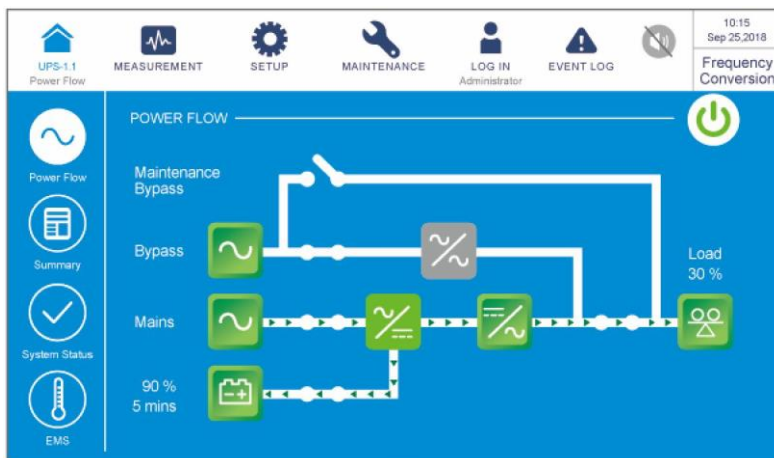 10:15
Sep 25,2018
UPS-1.1
MEASUREMENT
SETUP
MAINTENANCE
LOG IN
EVENT LOG
Power Flow
Administrator
Frequency
Conversion
POWER FLOW
Power Flow
Maintenance
Bypass
Summary
Bypass
Load
30 %
Mains
System Status
90 %
5 mins
EMS